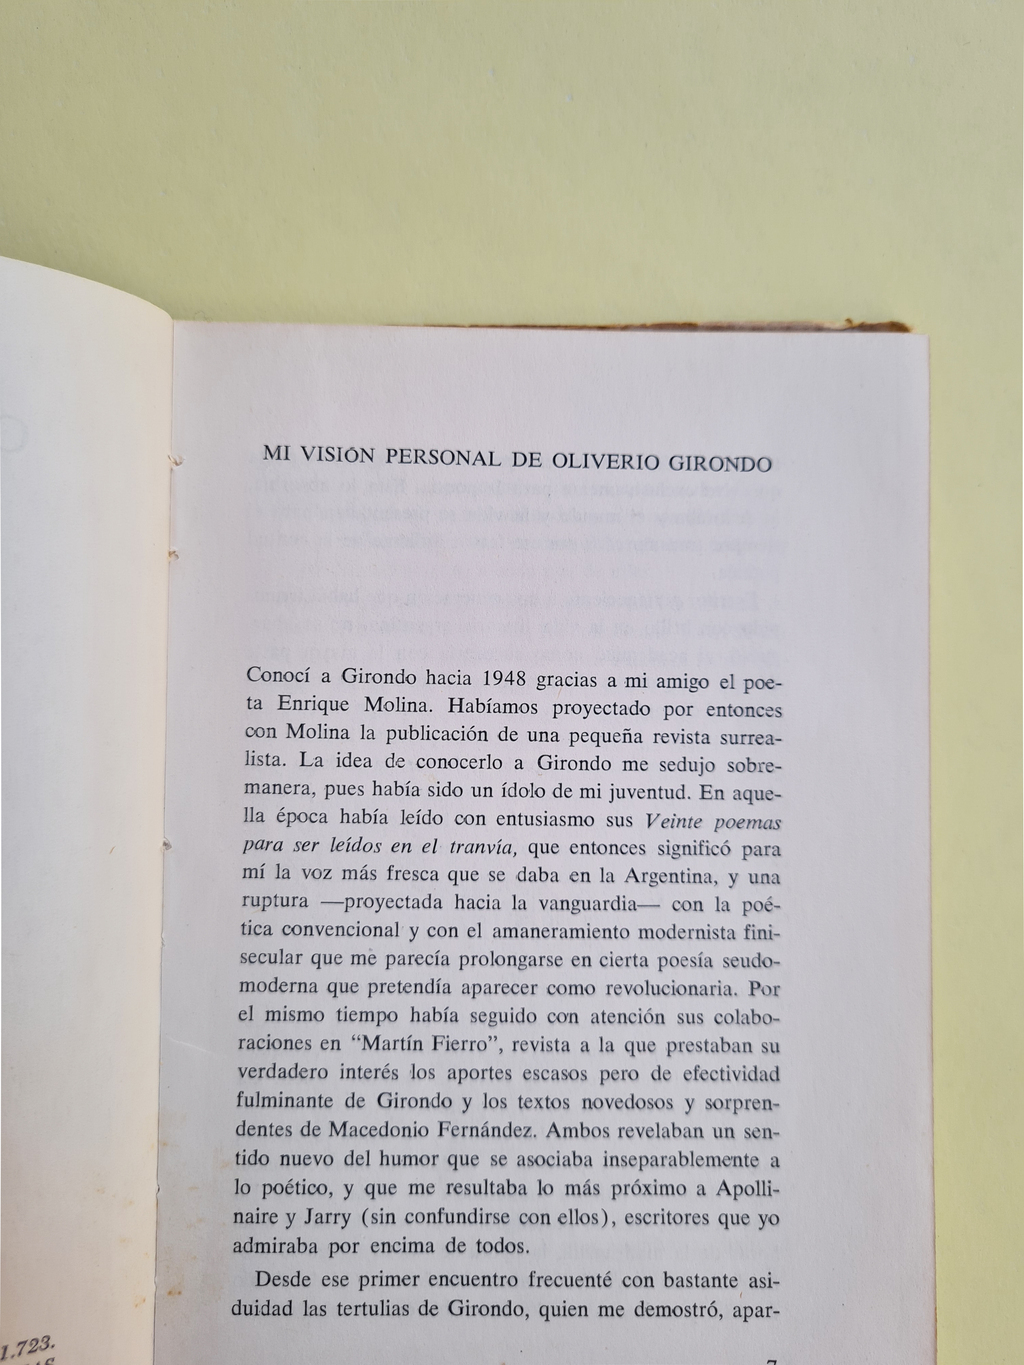 MI VISIÓN PERSONAL DE OLIVERIO GIRONDO
Conocí a Girondo hacia 1948 gracias a mi amigo el poe-
ta Enrique Molina. Habíamos proyectado por entonces
con Molina la publicación de una pequeña revista surrea-
lista. La idea de conocerlo a Girondo me sedujo sobre-
manera, pues había sido un ídolo de mi juventud. En aque-
lla época había leído con entusiasmo sus Veinte poemas
para ser leídos en el tranvía, que entonces significó para
mí la voz más fresca que se daba en la Argentina, y una
ruptura —proyectada hacia la vanguardia— con la poé-
tica convencional y con el amaneramiento modernista fini-
secular que me parecía prolongarse en cierta poesía seudo-
moderna que pretendía aparecer como revolucionaria. Por
el mismo tiempo había seguido con atención sus colabo-
raciones en “Martín Fierro”, revista a la que prestaban su
verdadero interés los aportes escasos pero de efectividad
fulminante de Girondo y los textos novedosos y sorpren-
dentes de Macedonio Fernández. Ambos revelaban un sen-
tido nuevo del humor que se asociaba inseparablemente a
lo poético, y que me resultaba lo más próximo a Apolli-
naire y Jarry (sin confundirse con ellos), escritores que yo
admiraba por encima de todos.
Desde ese primer encuentro frecuenté con bastante asi-
duidad las tertulias de Girondo, quien me demostró, apar-
1.723.